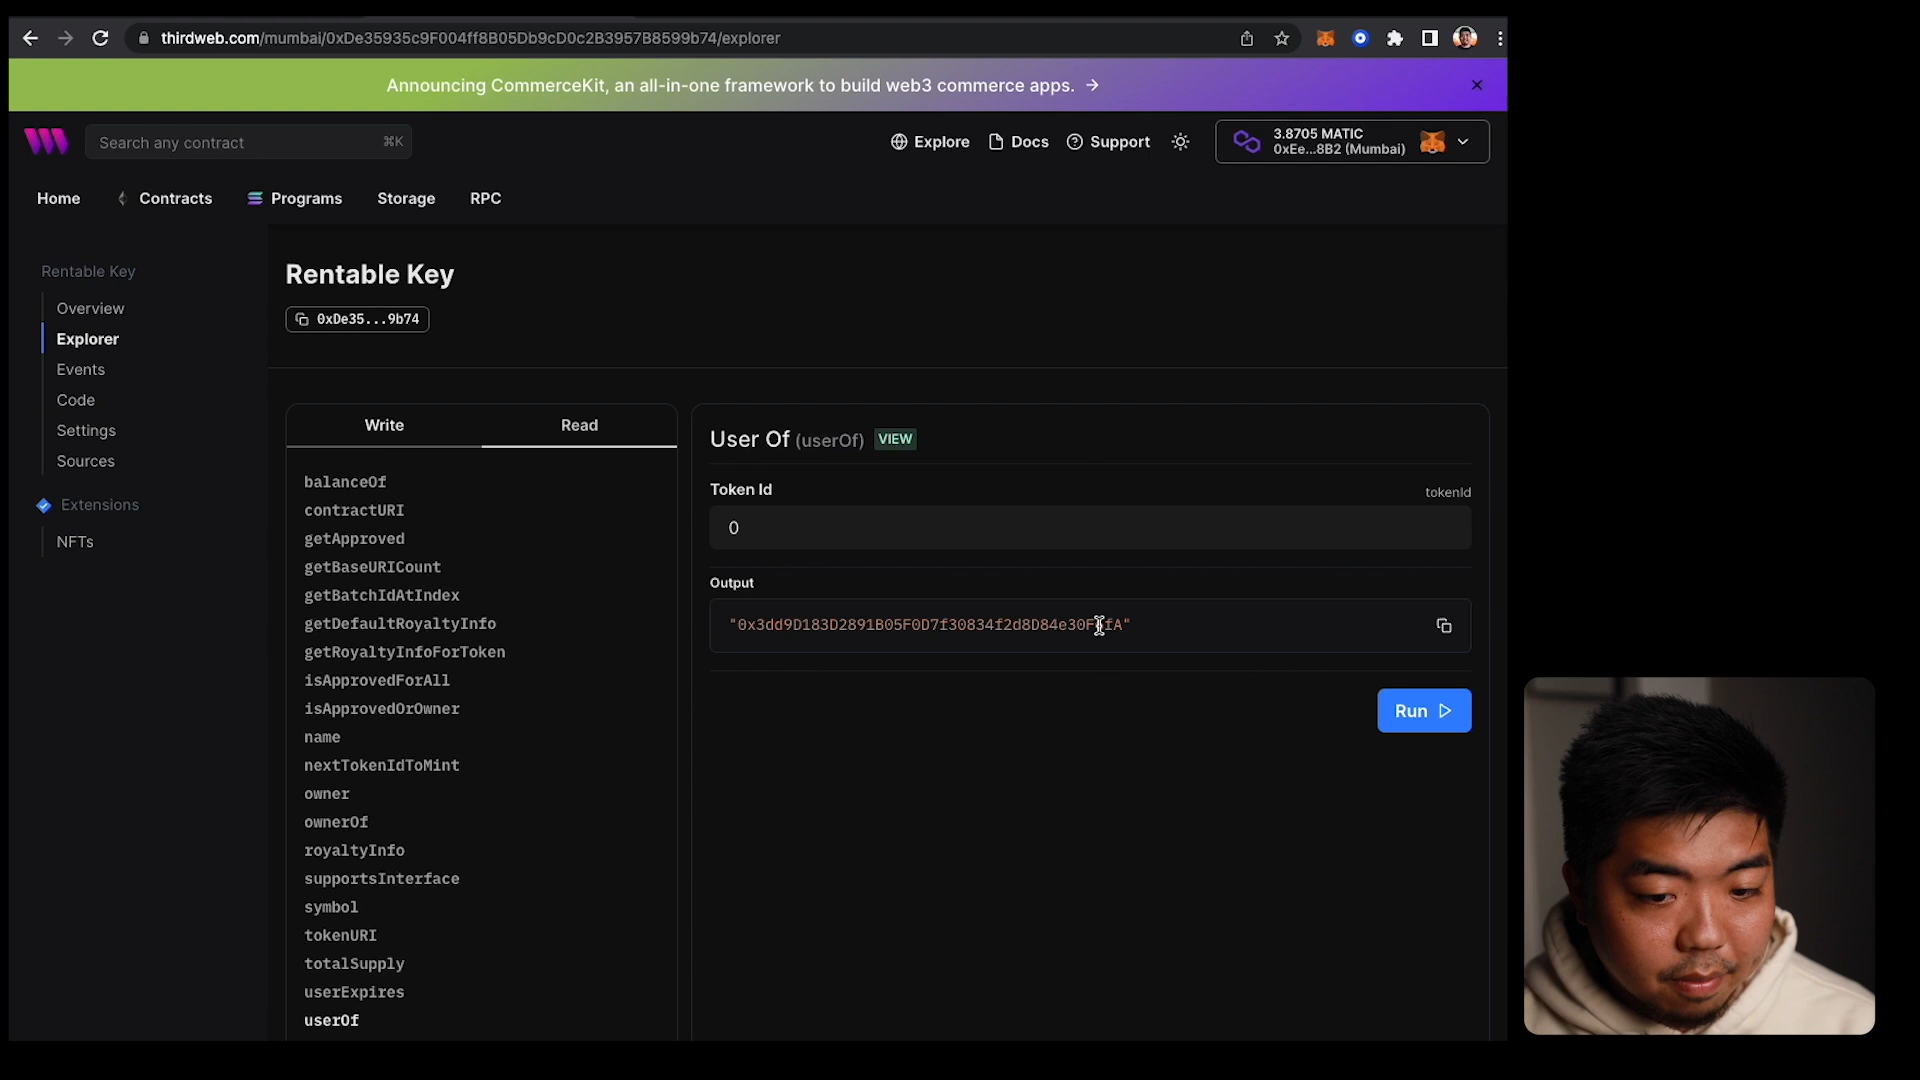 thirdweb.com/mumbai/0xDe35935c9F004ff8B05Db9cD0c2B3957B8599b74/explorer
Announcing CommerceKit, an all-in-one framework to build web3 commerce apps. →
Search any contract ⌘K
Explore Docs Support
3.8705 MATIC
0xEe...8B2 (Mumbai)
Home Contracts Programs Storage RPC
Rentable Key
Overview
Explorer
Events
Code
Settings
Sources
Extensions
NFTs
Rentable Key
0xDe35...9b74
Write Read
balanceOf
contractURI
getApproved
getBaseURICount
getBatchIdAtIndex
getDefaultRoyaltyInfo
getRoyaltyInfoForToken
isApprovedForAll
isApprovedOrOwner
name
nextTokenIdToMint
owner
ownerOf
royaltyInfo
supportsInterface
symbol
tokenURI
totalSupply
userExpires
userOf
User Of (userOf) VIEW
Token Id tokenId
0
Output
Run